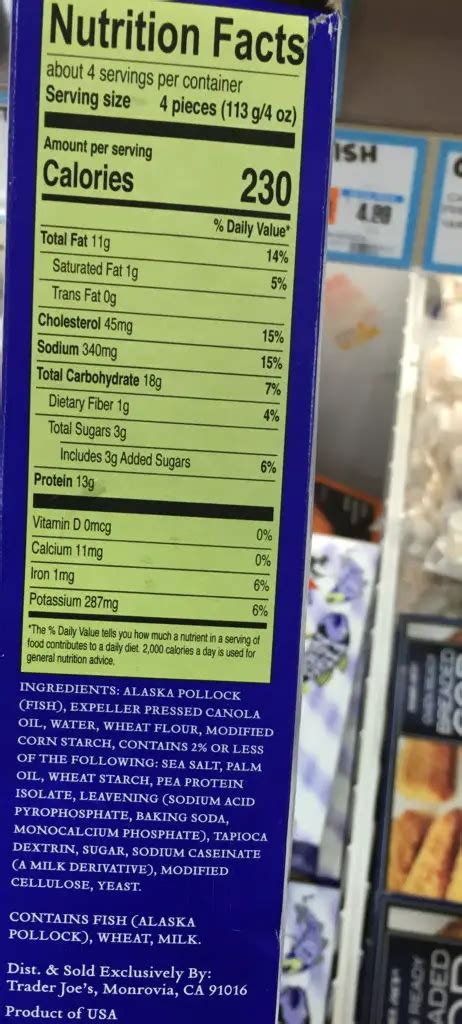 Nutrition Facts
about 4 servings per container
Serving size 4 pieces (113 g/4 oz)
Amount per serving
Calories 230
% Daily Value*
Total Fat 11g 14%
Saturated Fat 1g 5%
Trans Fat 0g
Cholesterol 45mg 15%
Sodium 340mg 15%
Total Carbohydrate 18g 7%
Dietary Fiber 1g 4%
Total Sugars 3g
Includes 3g Added Sugars 6%
Protein 13g
Vitamin D 0mcg 0%
Calcium 11mg 0%
Iron 1mg 6%
Potassium 287mg 6%
*The % Daily Value tells you how much a nutrient in a serving of
food contributes to a daily diet. 2,000 calories a day is used for
general nutrition advice.
INGREDIENTS: ALASKA POLLOCK
(FISH), EXPELLER PRESSED CANOLA
OIL, WATER, WHEAT FLOUR, MODIFIED
CORN STARCH, CONTAINS 2% OR LESS
OF THE FOLLOWING: SEA SALT, PALM
OIL, WHEAT STARCH, PEA PROTEIN
ISOLATE, LEAVENING (SODIUM ACID
PYROPHOSPHATE, BAKING SODA,
MONOCALCIUM PHOSPHATE), TAPIOCA
DEXTRIN, SUGAR, SODIUM CASEINATE
(A MILK DERIVATIVE), MODIFIED
CELLULOSE, YEAST.
CONTAINS FISH (ALASKA
POLLOCK), WHEAT, MILK.
Dist. & Sold Exclusively By:
Trader Joe's, Monrovia, CA 91016
Product of USA
ISH
BREADED
READY